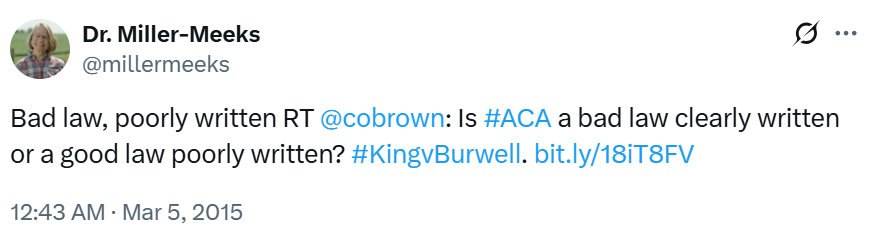 Dr. Miller-Meeks
@millermeeks
Bad law, poorly written RT @cobrown: Is #ACA a bad law clearly written
or a good law poorly written? #KingvBurwell. bit.ly/18iT8FV
12:43 AM · Mar 5, 2015